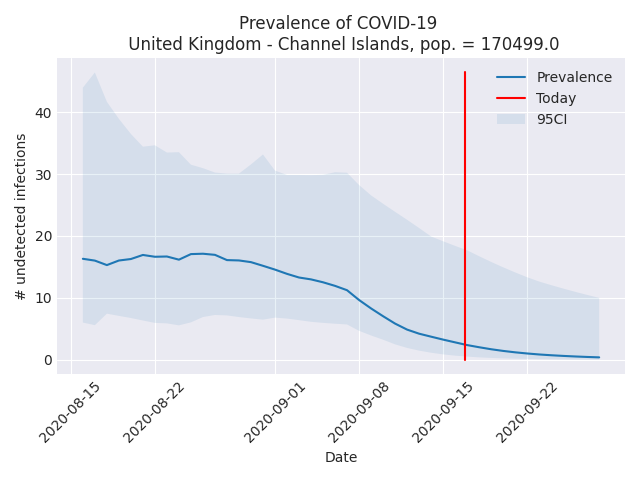 Prevalence of COVID-19
United Kingdom - Channel Islands, pop. = 170499.0
Prevalence
Today
95CI
# undetected infections
40
30
20
10
0
2020-08-15
2020-08-22
2020-09-01
2020-09-08
2020-09-15
2020-09-22
Date